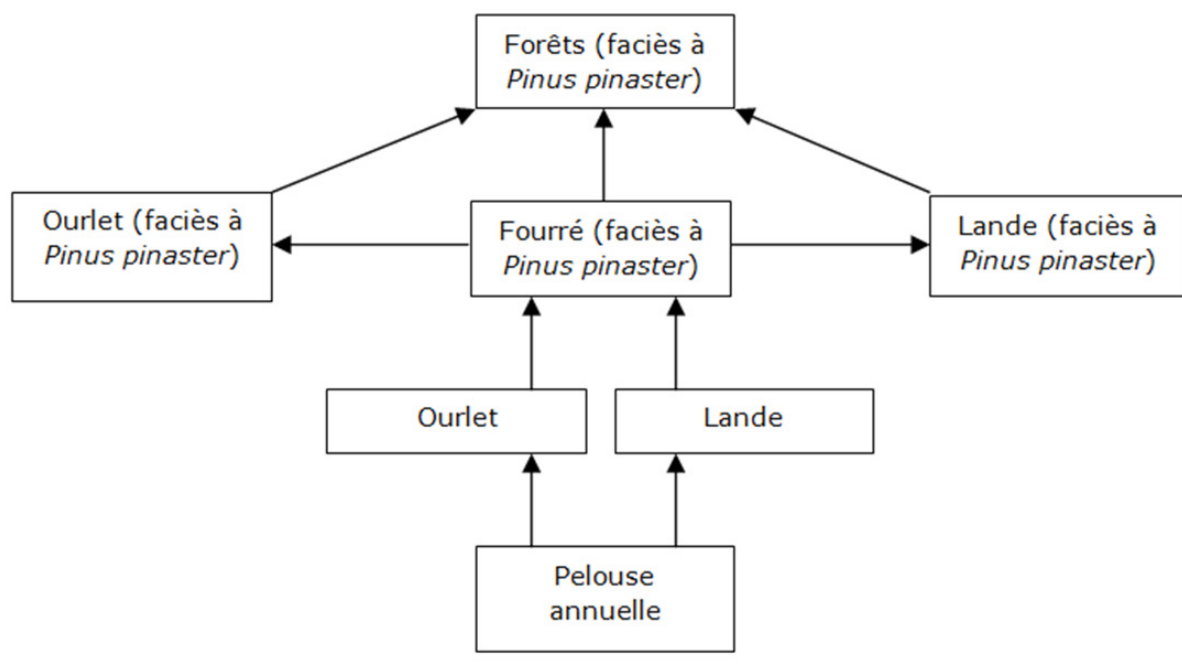 Forêts (faciès à
Pinus pinaster)
Ourlet (faciès à
Pinus pinaster)
Fourré (faciès à
Pinus pinaster)
Lande (faciès à
Pinus pinaster)
Ourlet
Lande
Pelouse
annuelle